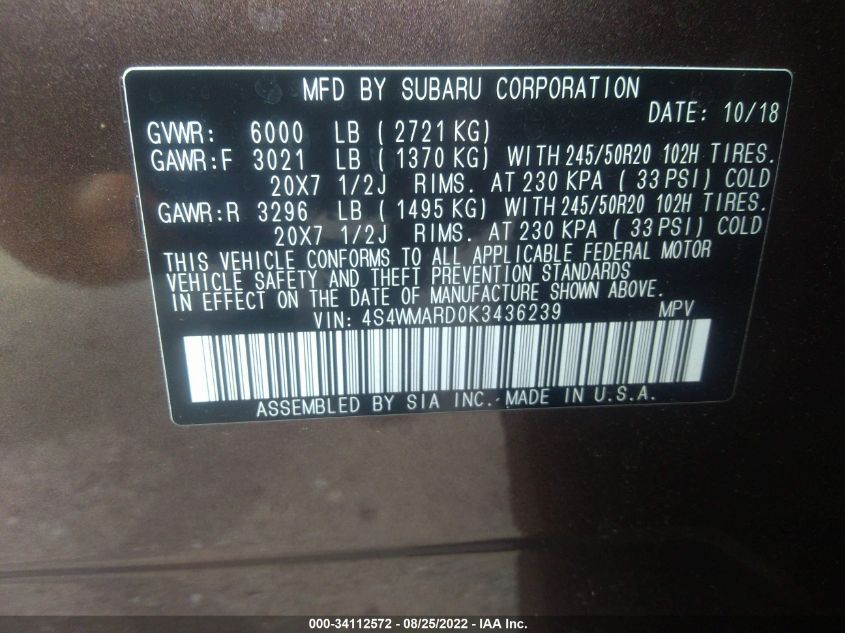 MFD BY SUBARU CORPORATION
DATE: 10/18
GVWR: 6000 LB ( 2721 KG)
GAWR:F 3021 LB ( 1370 KG) WITH 245/50R20 102H TIRES.
20X7 1/2J RIMS. AT 230 KPA ( 33 PSI) COLD
GAWR:R 3296 LB ( 1495 KG) WITH 245/50R20 102H TIRES.
20X7 1/2J RIMS. AT 230 KPA ( 33 PSI) COLD
THIS VEHICLE CONFORMS TO ALL APPLICABLE FEDERAL MOTOR
VEHICLE SAFETY AND THEFT PREVENTION STANDARDS
IN EFFECT ON THE DATE OF MANUFACTURE SHOWN ABOVE.
VIN: 4S4WMARD0K3436239 MPV
ASSEMBLED BY SIA INC. MADE IN U.S.A.
000-34112572 - 08/25/2022 - IAA Inc.